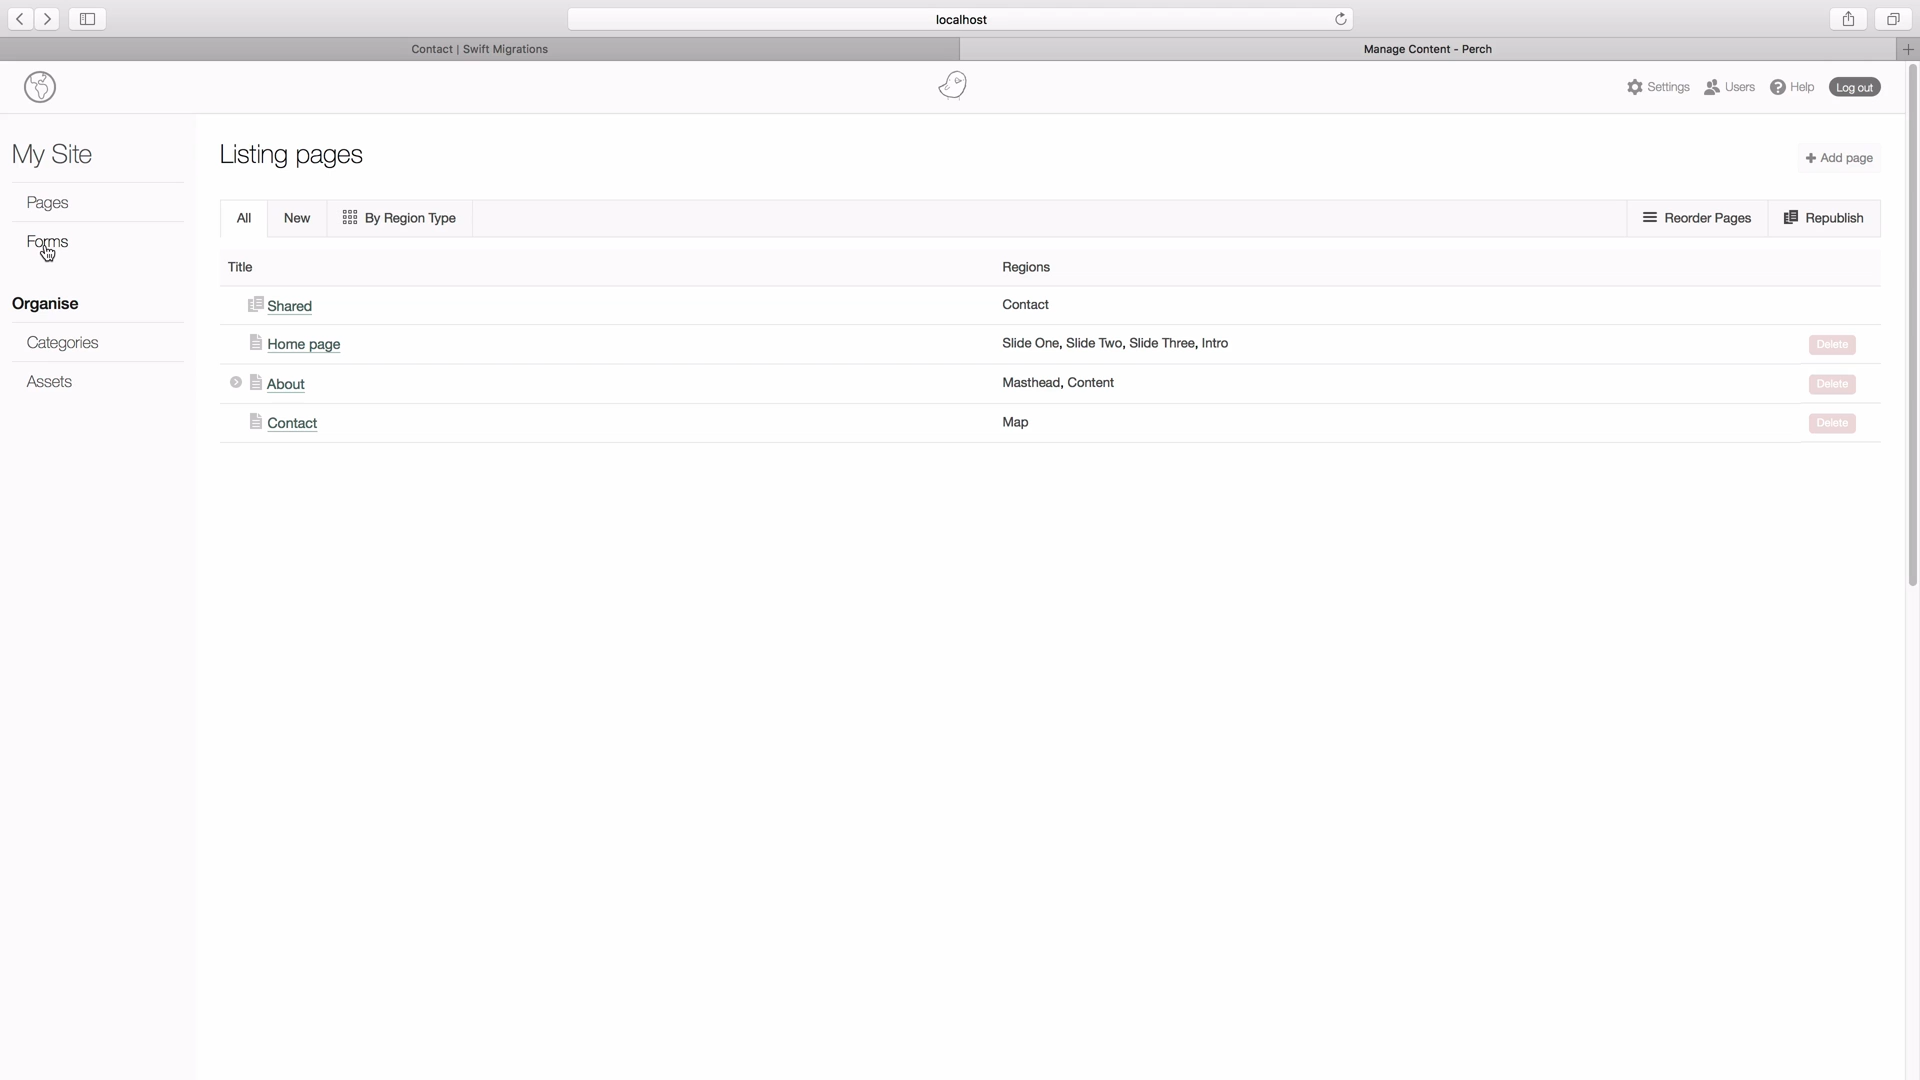 localhost
Contact | Swift Migrations
Manage Content - Perch
Settings
Users
Help
Log out
My Site
Pages
Forms
Organise
Categories
Assets
Listing pages
Add page
All
New
By Region Type
Reorder Pages
Republish
Title
Regions
Shared
Contact
Home page
Slide One, Slide Two, Slide Three, Intro
Delete
About
Masthead, Content
Delete
Contact
Map
Delete